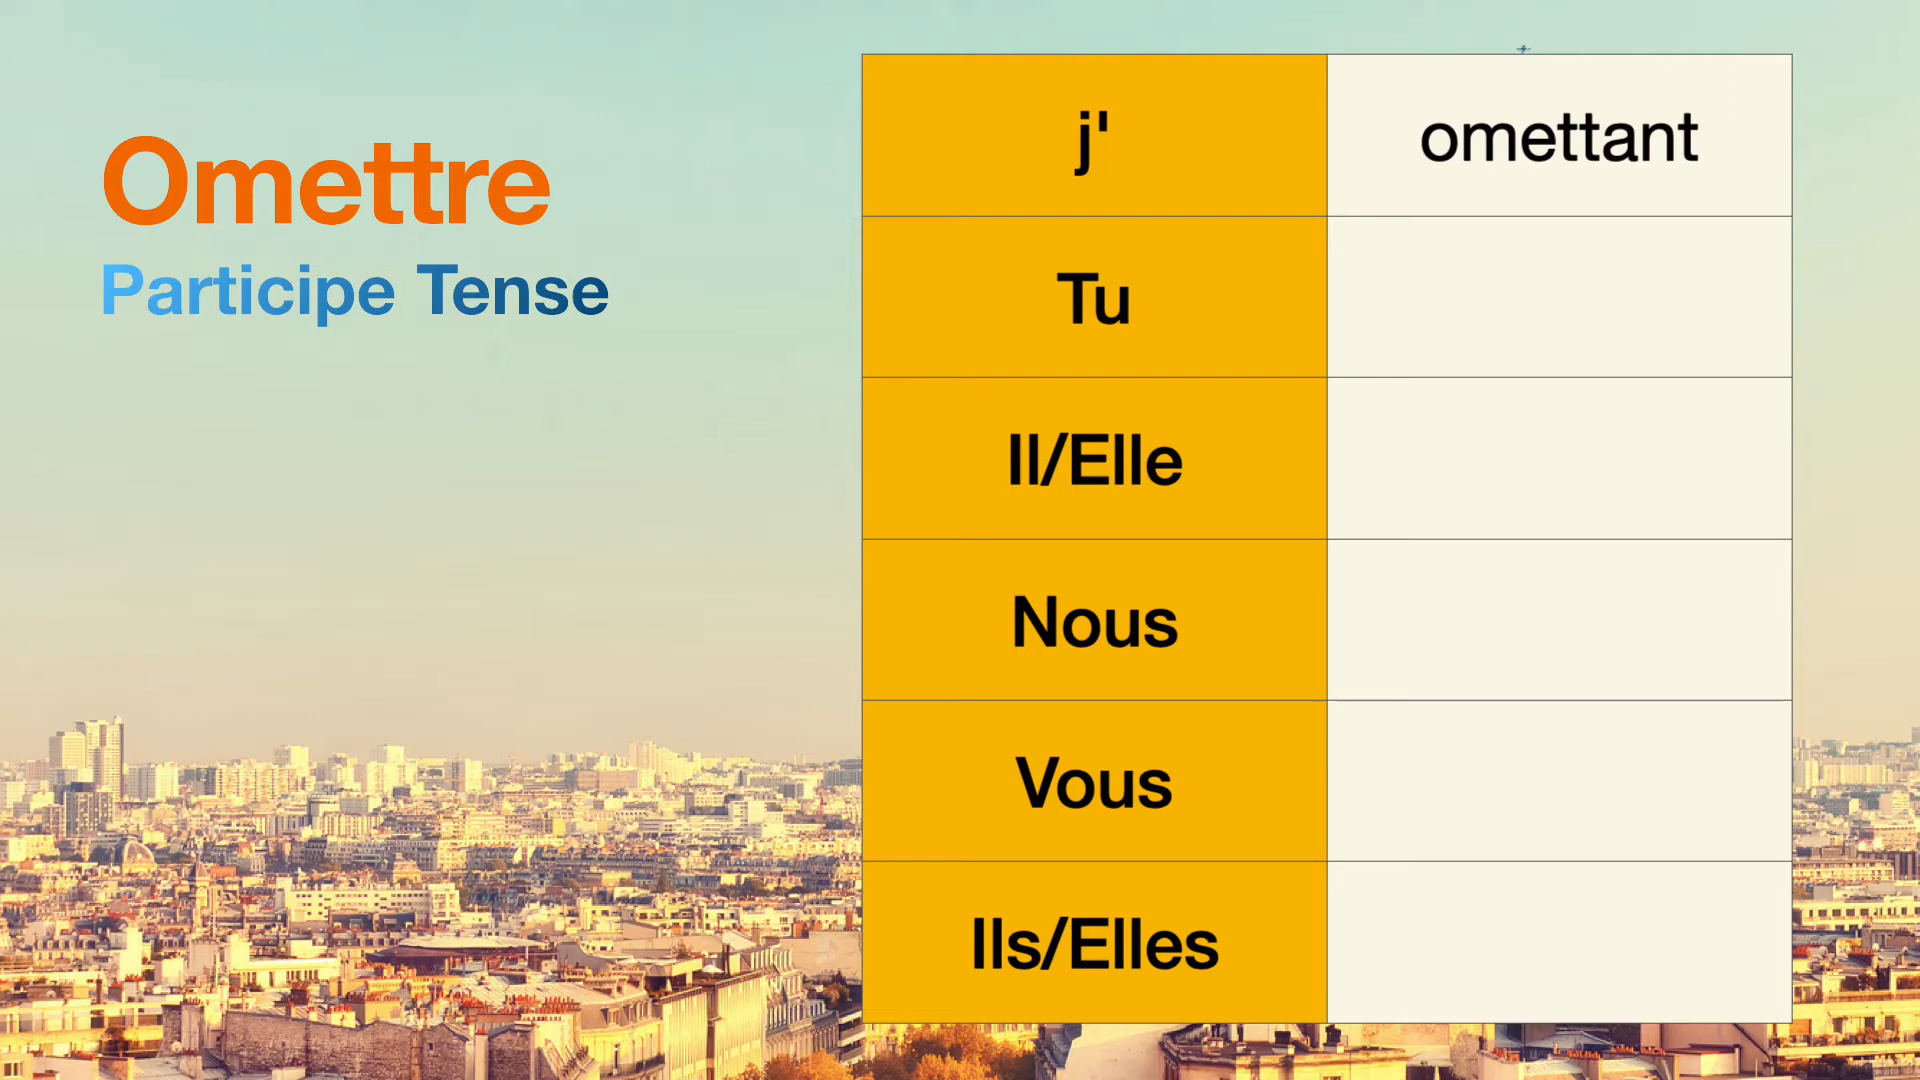 Omettre
Participe Tense
j' omettant
Tu
Il/Elle
Nous
Vous
Ils/Elles